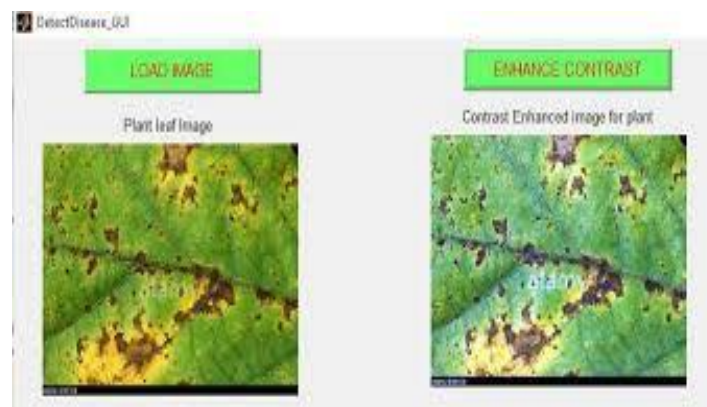 DetectDisease_GUI
LOAD IMAGE
ENHANCE CONTRAST
Plant leaf Image
Contrast Enhanced image for plant